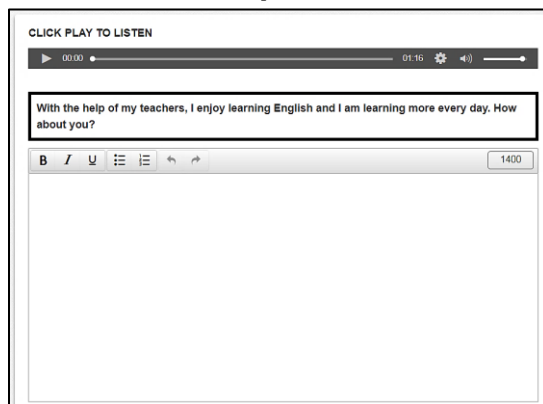 CLICK PLAY TO LISTEN
00:00 01:16
With the help of my teachers, I enjoy learning English and I am learning more every day. How
about you?
B I U 1400